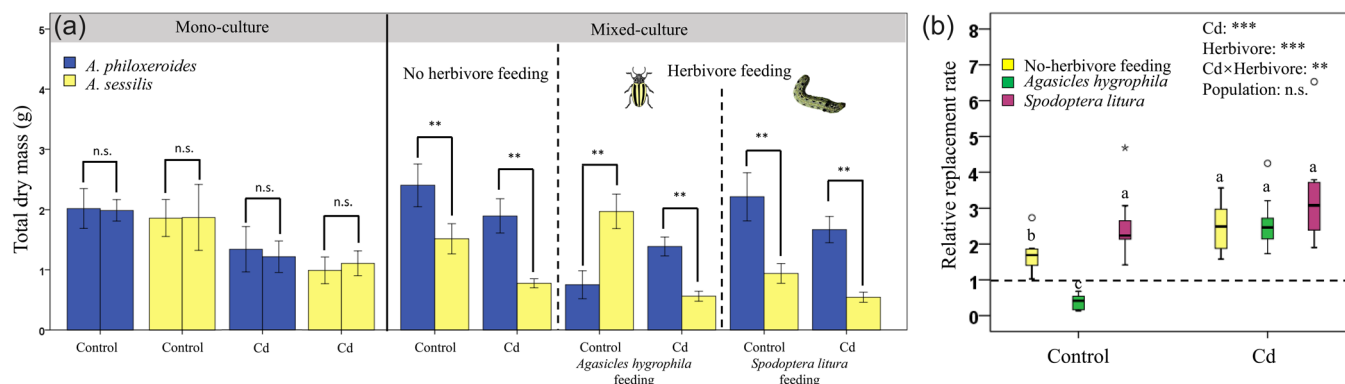 (a)
Mono-culture
Mixed-culture
A. philoxeroides
A. sessilis
No herbivore feeding
Herbivore feeding
Total dry mass (g)
5
4
3
2
1
0
n.s.
n.s.
n.s.
n.s.
**
**
**
**
**
**
Control
Control
Cd
Cd
Control
Cd
Control
Cd
Control
Cd
Agasicles hygrophila
feeding
Spodoptera litura
feeding
(b)
Relative replacement rate
8
7
6
5
4
3
2
1
0
No-herbivore feeding
Agasicles hygrophila
Spodoptera litura
Cd: ***
Herbivore: ***
Cd×Herbivore: **
Population: n.s.
b
c
a
a
a
a
Control
Cd